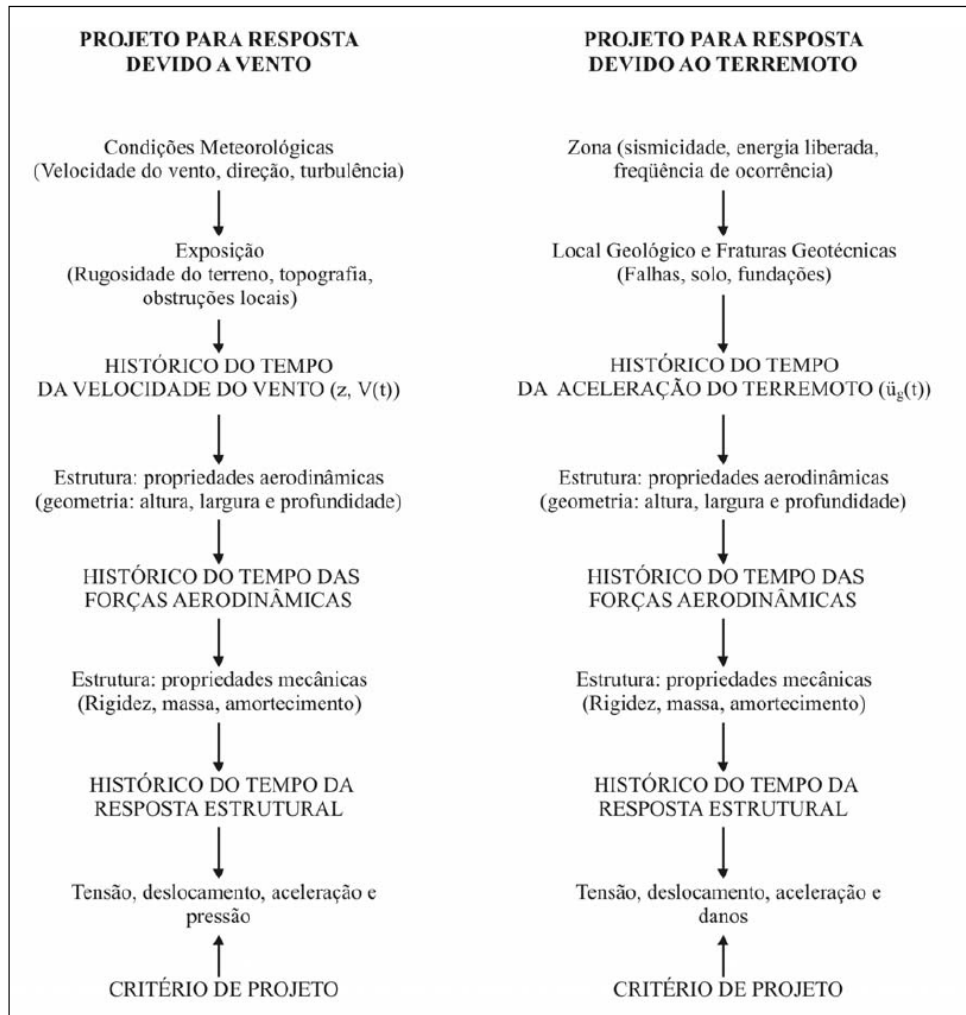 PROJETO PARA RESPOSTA
DEVIDO A VENTO
Condições Meteorológicas
(Velocidade do vento, direção, turbulência)
Exposição
(Rugosidade do terreno, topografia,
obstruções locais)
HISTÓRICO DO TEMPO
DA VELOCIDADE DO VENTO (z, V(t))
Estrutura: propriedades aerodinâmicas
(geometria: altura, largura e profundidade)
HISTÓRICO DO TEMPO DAS
FORÇAS AERODINÂMICAS
Estrutura: propriedades mecânicas
(Rigidez, massa, amortecimento)
HISTÓRICO DO TEMPO DA
RESPOSTA ESTRUTURAL
Tensão, deslocamento, aceleração e
pressão
CRITÉRIO DE PROJETO
PROJETO PARA RESPOSTA
DEVIDO AO TERREMOTO
Zona (sismicidade, energia liberada,
freqüência de ocorrência)
Local Geológico e Fraturas Geotécnicas
(Falhas, solo, fundações)
HISTÓRICO DO TEMPO
DA ACELERAÇÃO DO TERREMOTO (üg(t))
Estrutura: propriedades aerodinâmicas
(geometria: altura, largura e profundidade)
HISTÓRICO DO TEMPO DAS
FORÇAS AERODINÂMICAS
Estrutura: propriedades mecânicas
(Rigidez, massa, amortecimento)
HISTÓRICO DO TEMPO DA
RESPOSTA ESTRUTURAL
Tensão, deslocamento, aceleração e
danos
CRITÉRIO DE PROJETO